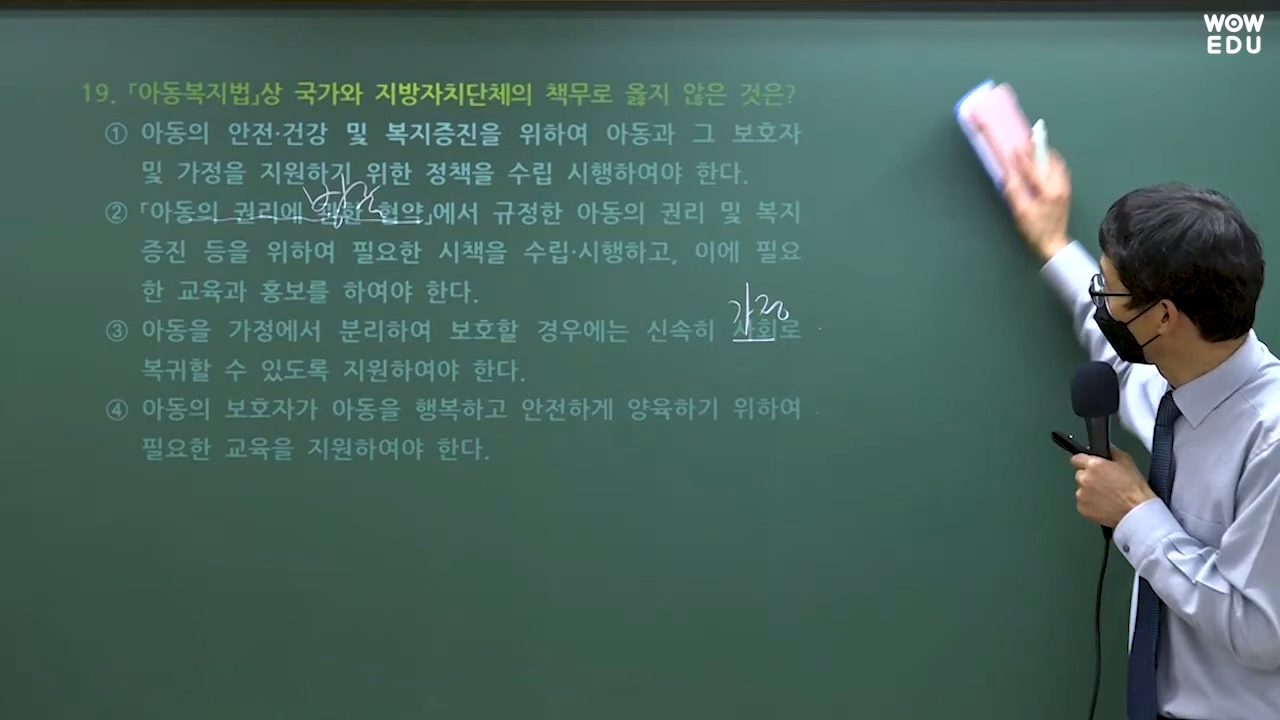 WOW
EDU
19. 「아동복지법」상 국가와 지방자치단체의 책무로 옳지 않은 것은?
① 아동의 안전·건강 및 복지증진을 위하여 아동과 그 보호자
및 가정을 지원하기 위한 정책을 수립 시행하여야 한다.
② 「아동의 권리에 관한 협약」에서 규정한 아동의 권리 및 복지
증진 등을 위하여 필요한 시책을 수립·시행하고, 이에 필요
한 교육과 홍보를 하여야 한다.
가정
③ 아동을 가정에서 분리하여 보호할 경우에는 신속히 사회로
복귀할 수 있도록 지원하여야 한다.
④ 아동의 보호자가 아동을 행복하고 안전하게 양육하기 위하여
필요한 교육을 지원하여야 한다.